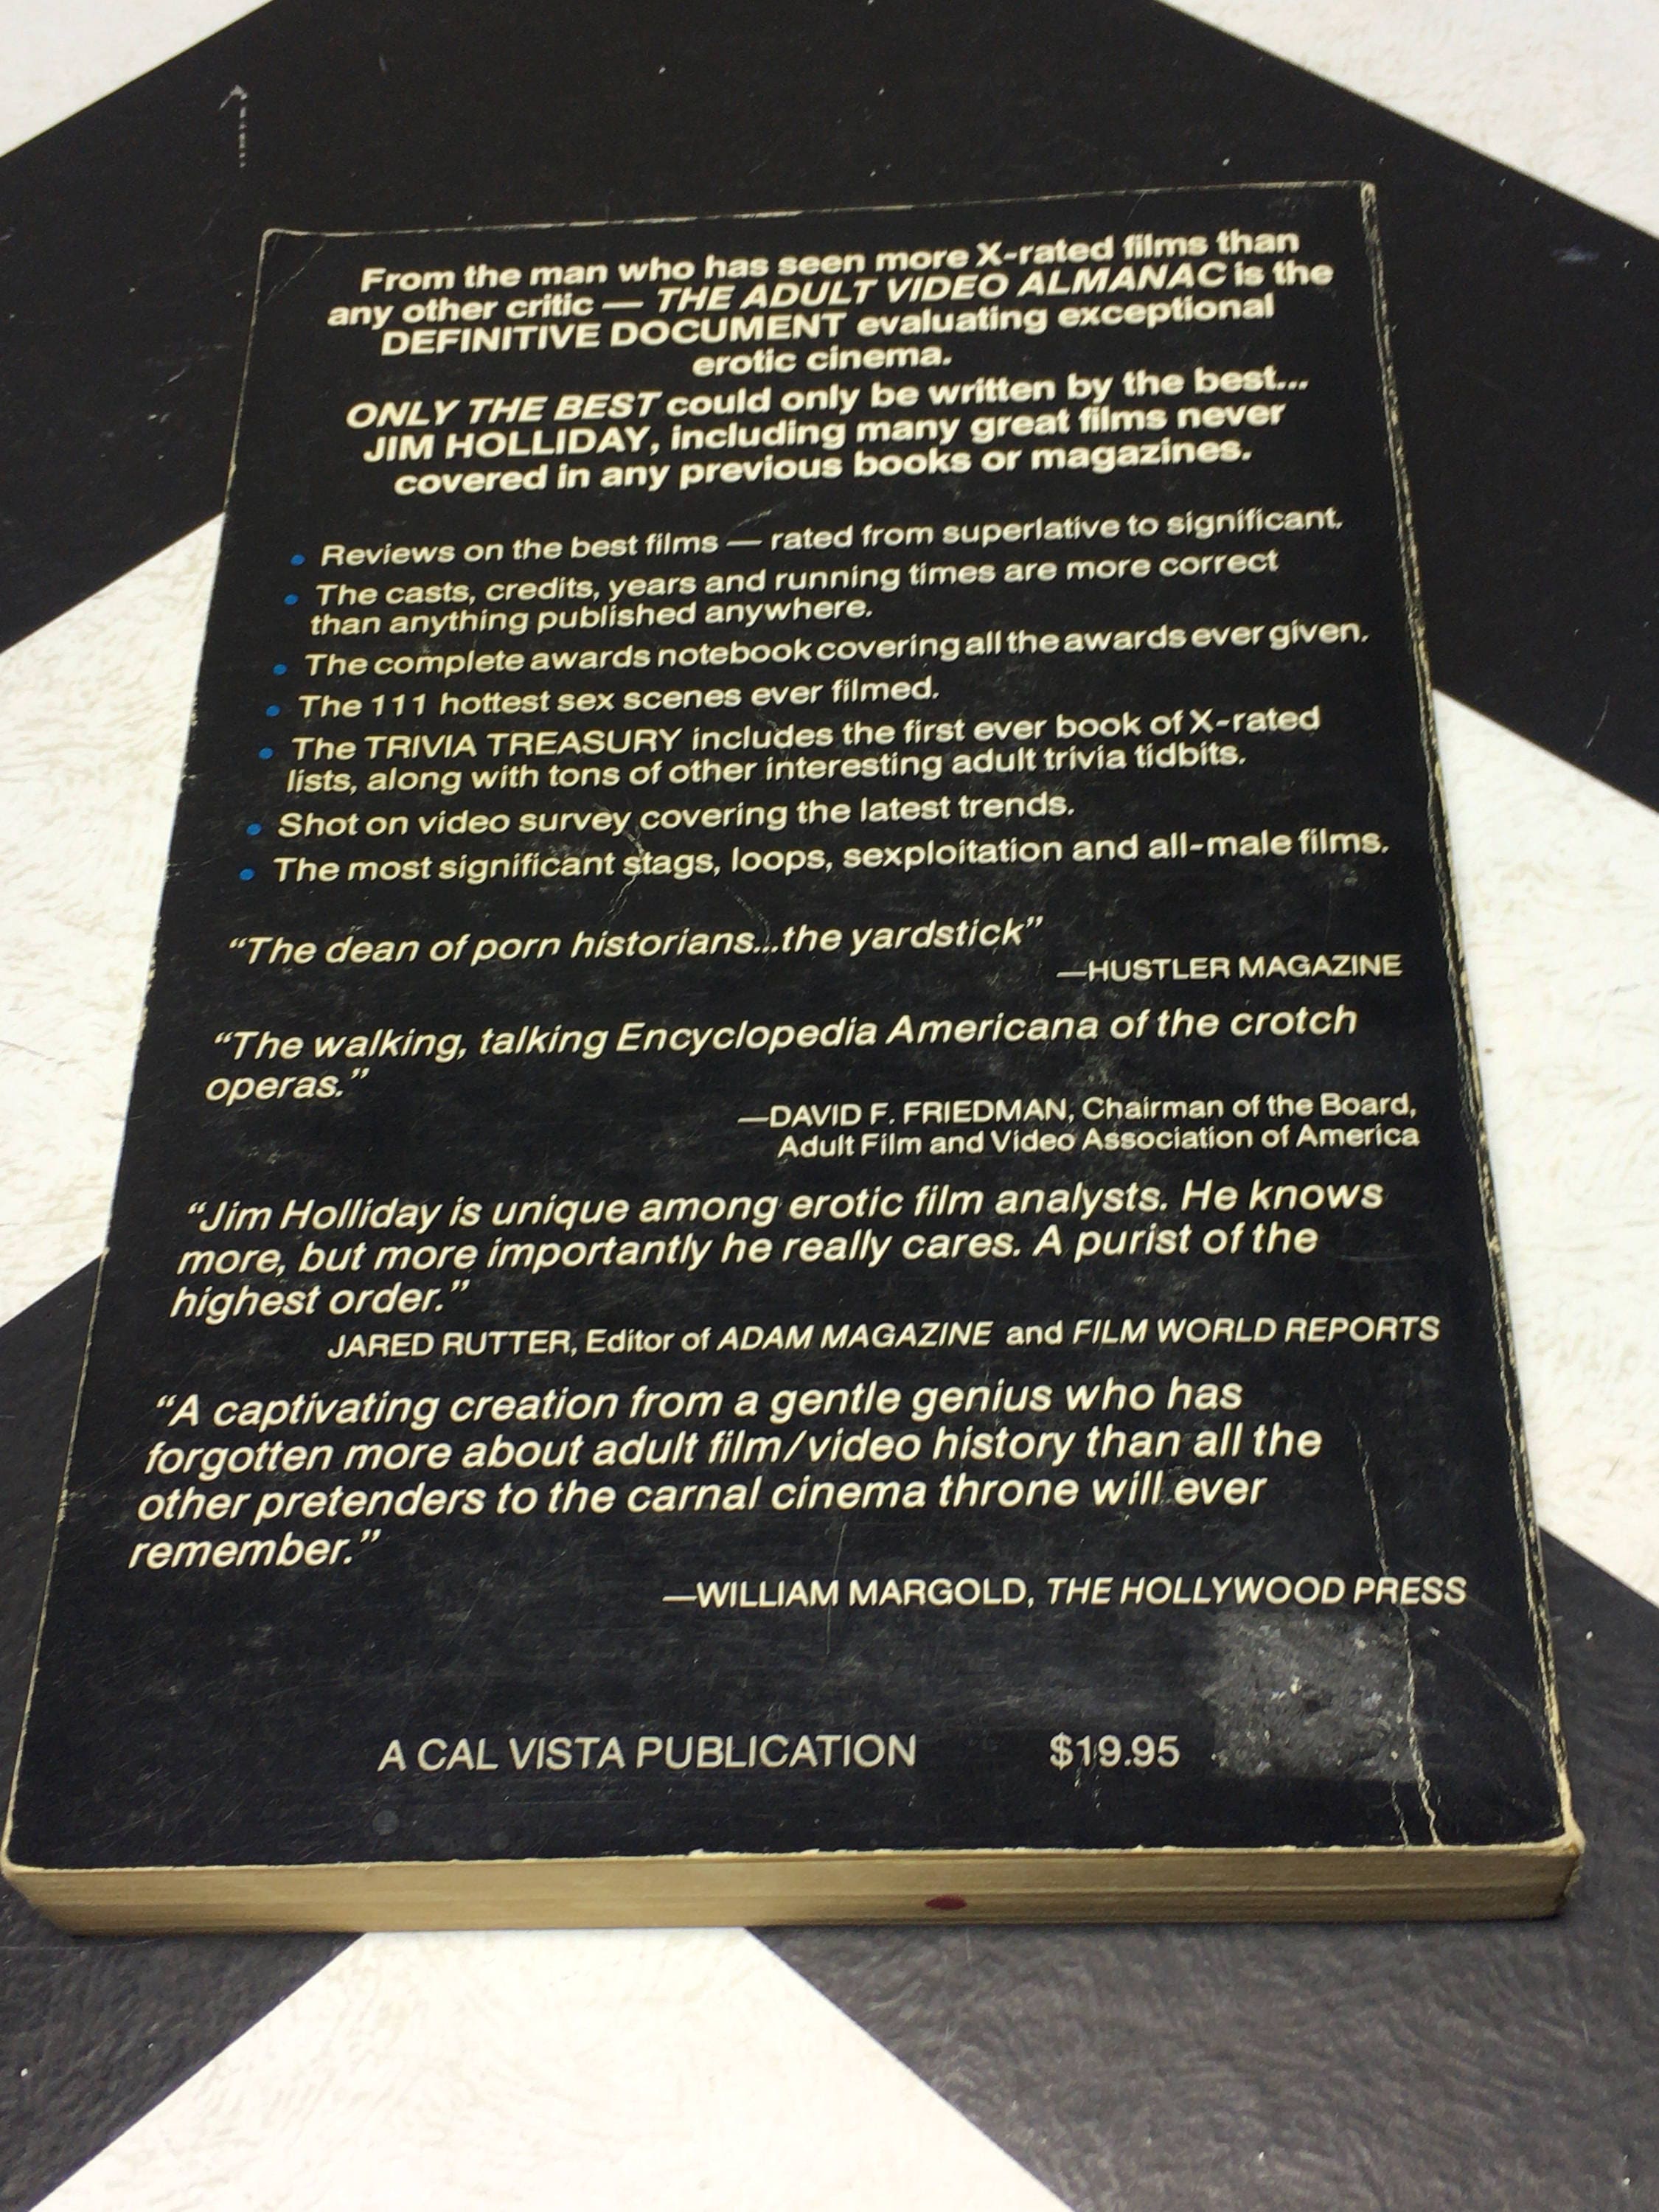 From the man who has seen more X-rated films than
any other critic — THE ADULT VIDEO ALMANAC is the
DEFINITIVE DOCUMENT evaluating exceptional
erotic cinema.
ONLY THE BEST could only be written by the best...
JIM HOLLIDAY, including many great films never
covered in any previous books or magazines.
• Reviews on the best films — rated from superlative to significant.
• The casts, credits, years and running times are more correct
than anything published anywhere.
• The complete awards notebook covering all the awards ever given.
• The 111 hottest sex scenes ever filmed.
• The TRIVIA TREASURY includes the first ever book of X-rated
lists, along with tons of other interesting adult trivia tidbits.
• Shot on video survey covering the latest trends.
• The most significant stags, loops, sexploitation and all-male films.
“The dean of porn historians...the yardstick”
—HUSTLER MAGAZINE
“The walking, talking Encyclopedia Americana of the crotch
operas.”
—DAVID F. FRIEDMAN, Chairman of the Board,
Adult Film and Video Association of America
“Jim Holliday is unique among erotic film analysts. He knows
more, but more importantly he really cares. A purist of the
highest order.”
JARED RUTTER, Editor of ADAM MAGAZINE and FILM WORLD REPORTS
“A captivating creation from a gentle genius who has
forgotten more about adult film/video history than all the
other pretenders to the carnal cinema throne will ever
remember.”
—WILLIAM MARGOLD, THE HOLLYWOOD PRESS
A CAL VISTA PUBLICATION $19.95